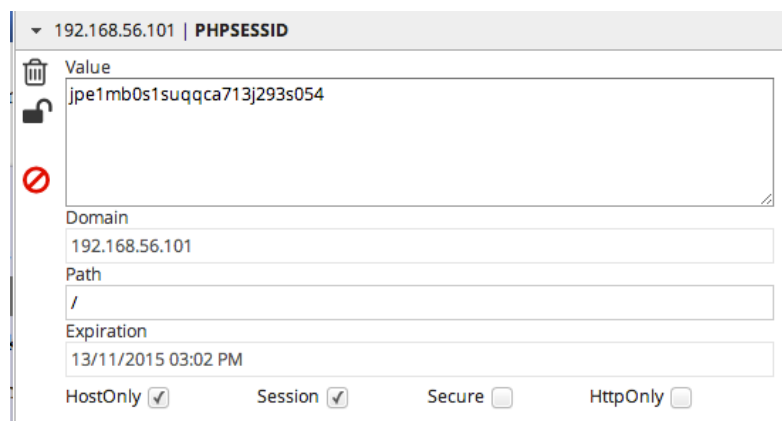 192.168.56.101 | PHPSESSID
Value
jpe1mb0s1suqqca713j293s054
Domain
192.168.56.101
Path
/
Expiration
13/11/2015 03:02 PM
HostOnly Session Secure HttpOnly